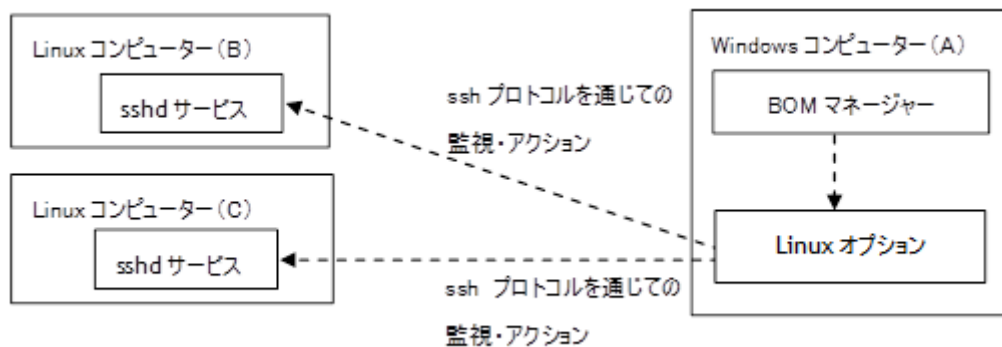 Linux コンピューター(B)
sshd サービス
Linux コンピューター(C)
sshd サービス
ssh プロトコルを通じての
監視・アクション
ssh プロトコルを通じての
監視・アクション
Windows コンピューター(A)
BOM マネージャー
Linux オプション